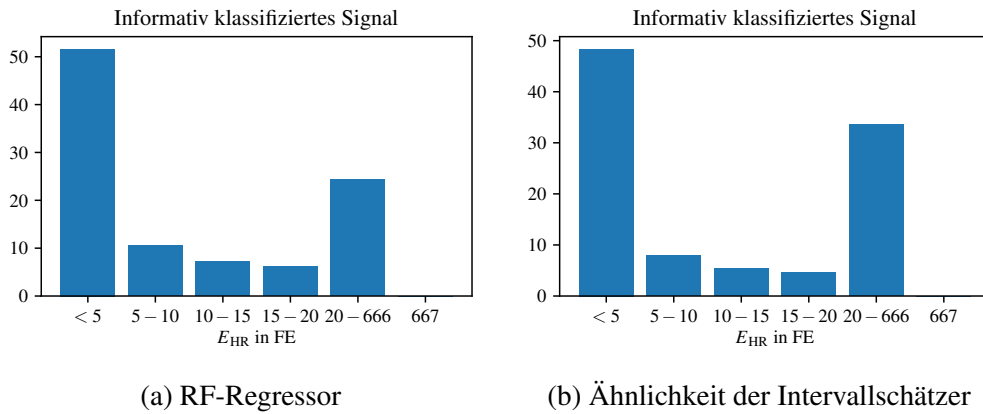 Informativ klassifiziertes Signal
50
40
30
20
10
0
< 5 5 − 10 10 − 15 15 − 20 20 − 666 667
E_HR in FE
(a) RF-Regressor
Informativ klassifiziertes Signal
50
40
30
20
10
0
< 5 5 − 10 10 − 15 15 − 20 20 − 666 667
E_HR in FE
(b) Ähnlichkeit der Intervallschätzer